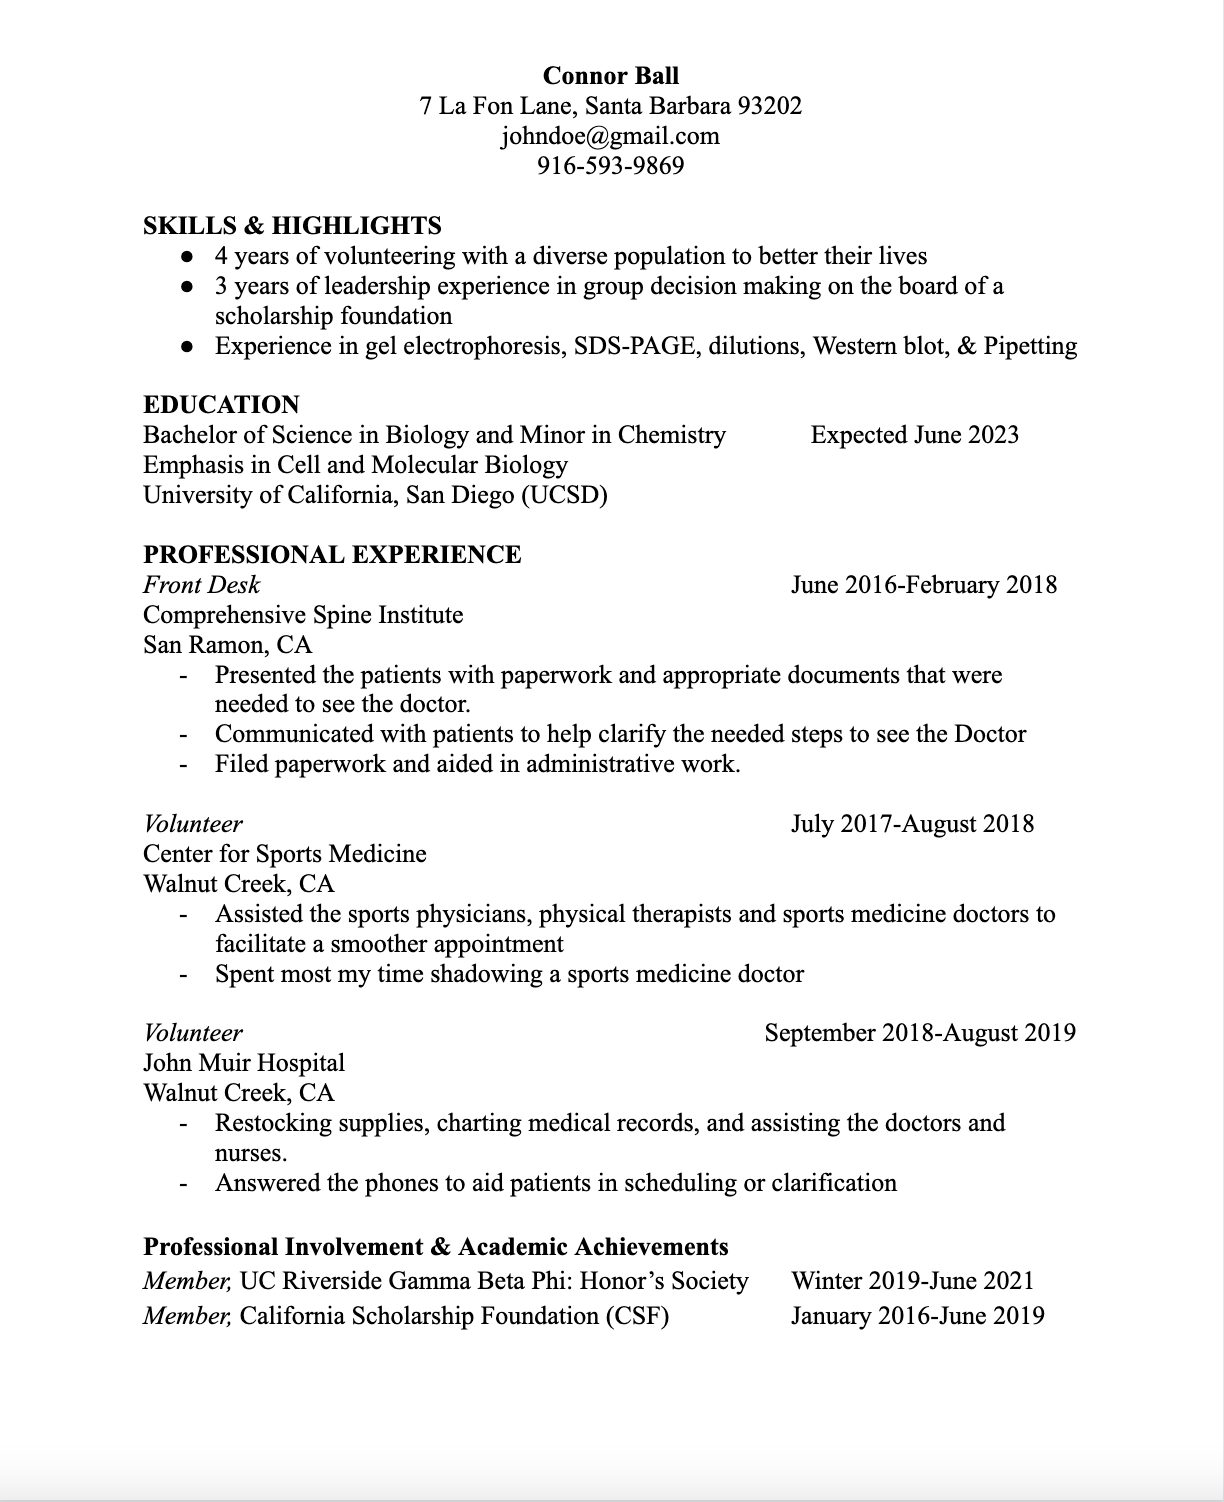 Connor Ball
7 La Fon Lane, Santa Barbara 93202
johndoe@gmail.com
916-593-9869
SKILLS & HIGHLIGHTS
● 4 years of volunteering with a diverse population to better their lives
● 3 years of leadership experience in group decision making on the board of a
scholarship foundation
● Experience in gel electrophoresis, SDS-PAGE, dilutions, Western blot, & Pipetting
EDUCATION
Bachelor of Science in Biology and Minor in Chemistry Expected June 2023
Emphasis in Cell and Molecular Biology
University of California, San Diego (UCSD)
PROFESSIONAL EXPERIENCE
Front Desk June 2016-February 2018
Comprehensive Spine Institute
San Ramon, CA
- Presented the patients with paperwork and appropriate documents that were
needed to see the doctor.
- Communicated with patients to help clarify the needed steps to see the Doctor
- Filed paperwork and aided in administrative work.
Volunteer July 2017-August 2018
Center for Sports Medicine
Walnut Creek, CA
- Assisted the sports physicians, physical therapists and sports medicine doctors to
facilitate a smoother appointment
- Spent most my time shadowing a sports medicine doctor
Volunteer September 2018-August 2019
John Muir Hospital
Walnut Creek, CA
- Restocking supplies, charting medical records, and assisting the doctors and
nurses.
- Answered the phones to aid patients in scheduling or clarification
Professional Involvement & Academic Achievements
Member, UC Riverside Gamma Beta Phi: Honor’s Society Winter 2019-June 2021
Member, California Scholarship Foundation (CSF) January 2016-June 2019